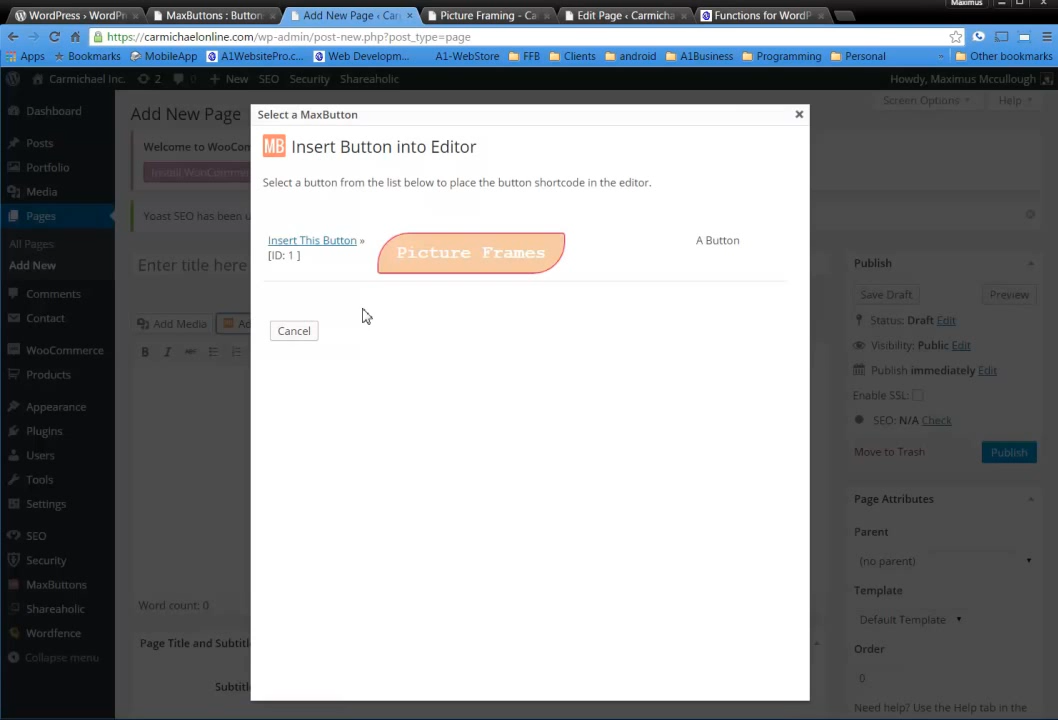 WordPress › WordPr
MaxButtons : Button
Add New Page ‹ Car
Picture Framing - Ca
Edit Page ‹ Carmicha
Functions for WordP
Maximus
https://carmichaelonline.com/wp-admin/post-new.php?post_type=page
Apps
Bookmarks
MobileApp
A1WebsitePro.c...
Web Developm...
A1-WebStore
FFB
Clients
android
A1Business
Programming
Personal
»
Other bookmarks
Carmichael Inc.
2
0
+ New
SEO
Security
Shareaholic
Howdy, Maximus Mccullough
Dashboard
Posts
Portfolio
Media
Pages
All Pages
Add New
Comments
Contact
WooCommerce
Products
Appearance
Plugins
Users
Tools
Settings
SEO
Security
MaxButtons
Shareaholic
Wordfence
Collapse menu
Add New Page
Screen Options
Help
Welcome to WooCom
Install WooCommer
Yoast SEO has been u
Enter title here
Add Media
Ad
B I ABC
Word count: 0
Page Title and Subtitl
Subtitl
Select a MaxButton
MB Insert Button into Editor
Select a button from the list below to place the button shortcode in the editor.
Insert This Button »
[ID: 1 ]
Picture Frames
A Button
Cancel
Publish
Save Draft
Preview
Status: Draft Edit
Visibility: Public Edit
Publish immediately Edit
Enable SSL:
SEO: N/A Check
Move to Trash
Publish
Page Attributes
Parent
(no parent)
Template
Default Template
Order
0
Need help? Use the Help tab in the